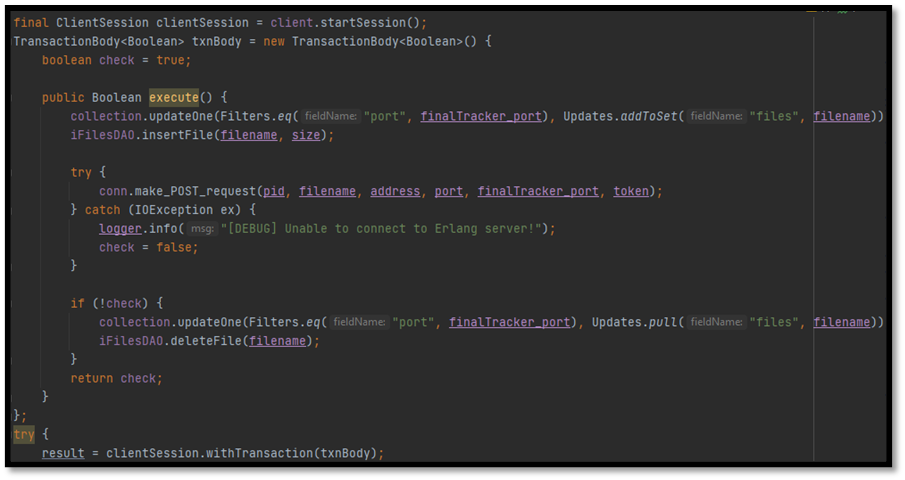 final ClientSession clientSession = client.startSession();
TransactionBody<Boolean> txnBody = new TransactionBody<Boolean>() {
    boolean check = true;

    public Boolean execute() {
        collection.updateOne(Filters.eq( fieldName: "port", finalTracker_port), Updates.addToSet( fieldName: "files", filename))
        iFilesDAO.insertFile(filename, size);

        try {
            conn.make_POST_request(pid, filename, address, port, finalTracker_port, token);
        } catch (IOException ex) {
            logger.info( msg: "[DEBUG] Unable to connect to Erlang server!");
            check = false;
        }

        if (!check) {
            collection.updateOne(Filters.eq( fieldName: "port", finalTracker_port), Updates.pull( fieldName: "files", filename))
            iFilesDAO.deleteFile(filename);
        }
        return check;
    }
};
try {
    result = clientSession.withTransaction(txnBody);